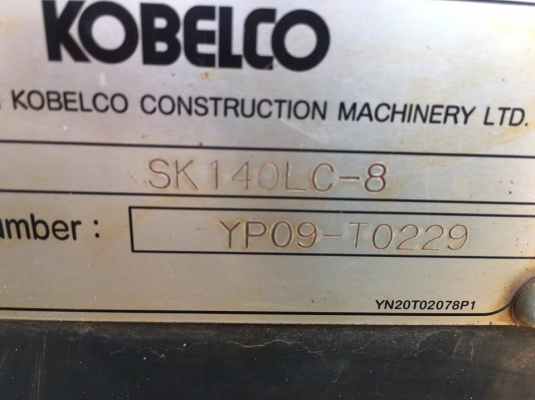 KOBELCO
KOBELCO CONSTRUCTION MACHINERY LTD.
SK140LC-8
umber : YP09-T0229
YN20T02078P1